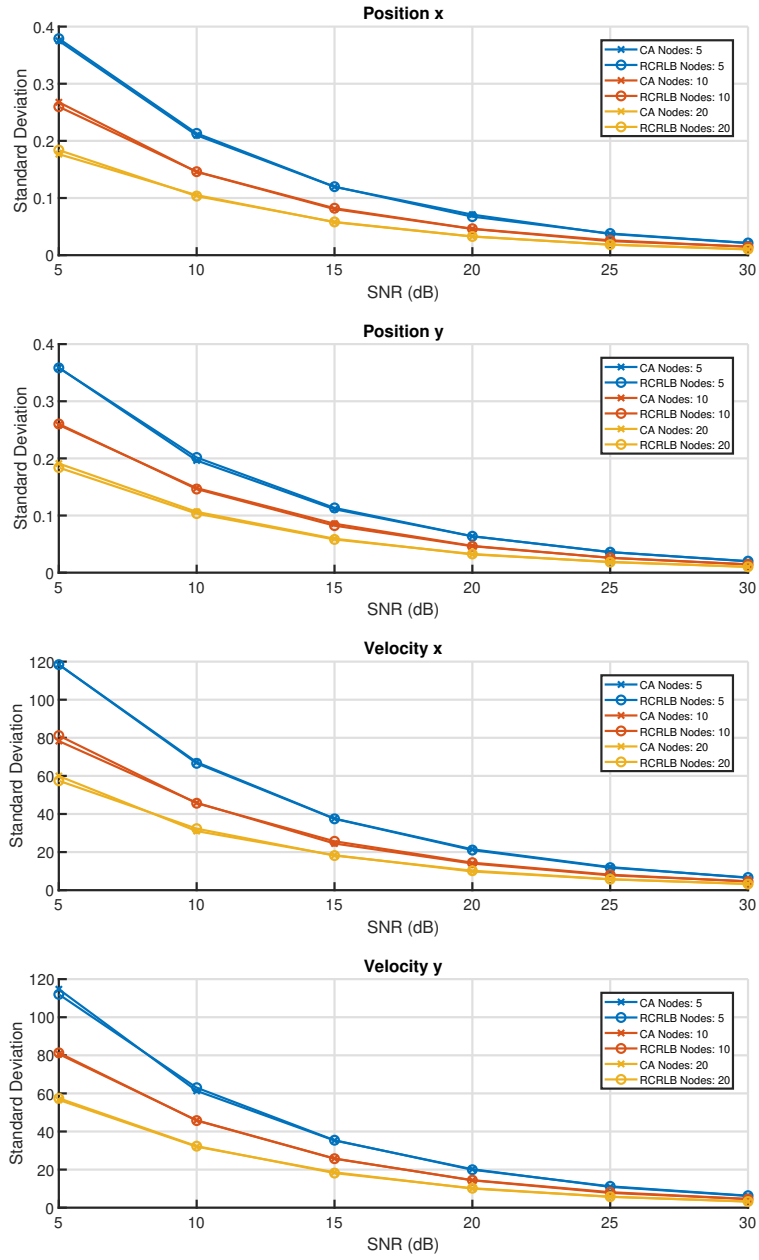 Position x
0.4
0.3
0.2
0.1
0
Standard Deviation
CA Nodes: 5
RCRLB Nodes: 5
CA Nodes: 10
RCRLB Nodes: 10
CA Nodes: 20
RCRLB Nodes: 20
5 10 15 20 25 30
SNR (dB)
Position y
0.4
0.3
0.2
0.1
0
Standard Deviation
CA Nodes: 5
RCRLB Nodes: 5
CA Nodes: 10
RCRLB Nodes: 10
CA Nodes: 20
RCRLB Nodes: 20
5 10 15 20 25 30
SNR (dB)
Velocity x
120
100
80
60
40
20
0
Standard Deviation
CA Nodes: 5
RCRLB Nodes: 5
CA Nodes: 10
RCRLB Nodes: 10
CA Nodes: 20
RCRLB Nodes: 20
5 10 15 20 25 30
SNR (dB)
Velocity y
120
100
80
60
40
20
0
Standard Deviation
CA Nodes: 5
RCRLB Nodes: 5
CA Nodes: 10
RCRLB Nodes: 10
CA Nodes: 20
RCRLB Nodes: 20
5 10 15 20 25 30
SNR (dB)